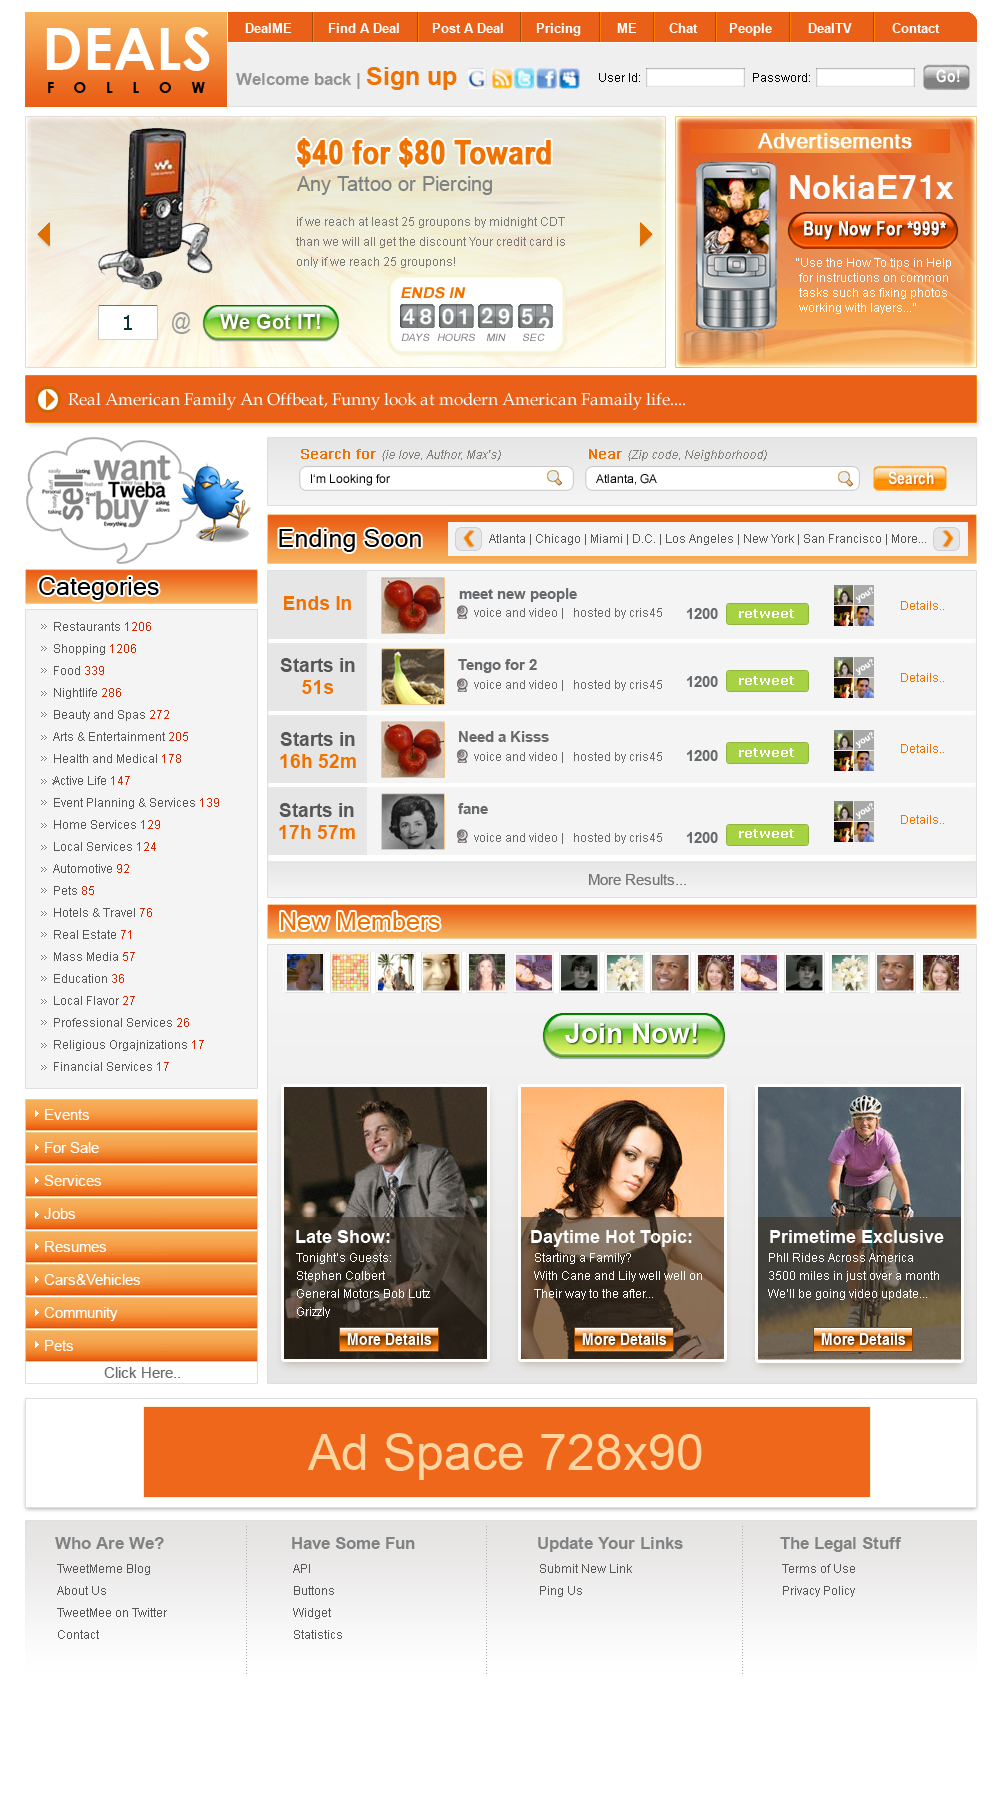 DEALS
FOLLOW
DealME
Find A Deal
Post A Deal
Pricing
ME
Chat
People
DealTV
Contact
Welcome back | Sign up
User Id:
Password:
Go!
$40 for $80 Toward
Any Tattoo or Piercing
if we reach at least 25 groupons by midnight CDT
than we will all get the discount Your credit card is
only if we reach 25 groupons!
ENDS IN
48 01 29
DAYS HOURS MIN SEC
1 @ We Got IT!
Advertisements
NokiaE71x
Buy Now For *999*
"Use the How To tips in Help
for instructions on common
tasks such as fixing photos
working with layers..."
Real American Family An Offbeat, Funny look at modern American Famaily life....
want
sell
Tweba
buy
Everything
Search for (ie love, Author, Max's)
I'm Looking for
Near (Zip code, Neighborhood)
Atlanta, GA
Search
Ending Soon
Atlanta | Chicago | Miami | D.C. | Los Angeles | New York | San Francisco | More...
Categories
Restaurants 1206
Shopping 1206
Food 339
Nightlife 286
Beauty and Spas 272
Arts & Entertainment 205
Health and Medical 178
Active Life 147
Event Planning & Services 139
Home Services 129
Local Services 124
Automotive 92
Pets 85
Hotels & Travel 76
Real Estate 71
Mass Media 57
Education 36
Local Flavor 27
Professional Services 26
Religious Orgajnizations 17
Financial Services 17
Events
For Sale
Services
Jobs
Resumes
Cars&Vehicles
Community
Pets
Click Here..
Ends In
meet new people
voice and video | hosted by cris45
1200 retweet
you?
Details..
Starts in
51s
Tengo for 2
voice and video | hosted by cris45
1200 retweet
you?
Details..
Starts in
16h 52m
Need a Kisss
voice and video | hosted by cris45
1200 retweet
you?
Details..
Starts in
17h 57m
fane
voice and video | hosted by cris45
1200 retweet
you?
Details..
More Results...
New Members
Join Now!
Late Show:
Tonight's Guests:
Stephen Colbert
General Motors Bob Lutz
Grizzly
More Details
Daytime Hot Topic:
Starting a Family?
With Cane and Lily well well on
Their way to the after...
More Details
Primetime Exclusive
Phll Rides Across America
3500 miles in just over a month
We'll be going video update...
More Details
Ad Space 728x90
Who Are We?
TweetMeme Blog
About Us
TweetMee on Twitter
Contact
Have Some Fun
API
Buttons
Widget
Statistics
Update Your Links
Submit New Link
Ping Us
The Legal Stuff
Terms of Use
Privacy Policy